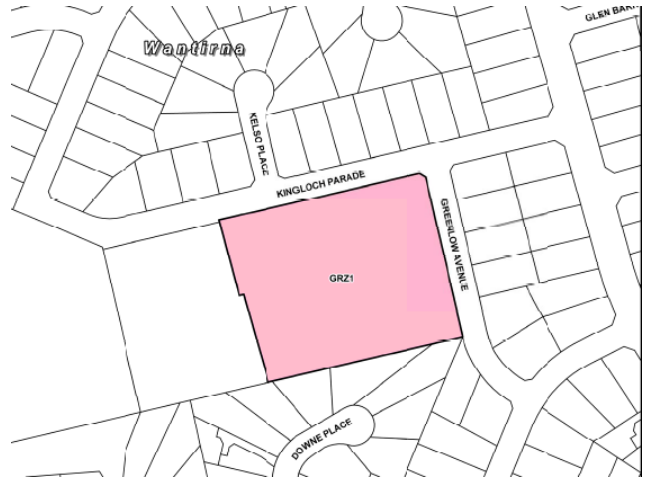 GLEN BAR
Wantirna
KELSO PLACE
KINGLOCH PARADE
GREENLOW AVENUE
GRZ1
DOWNE PLACE